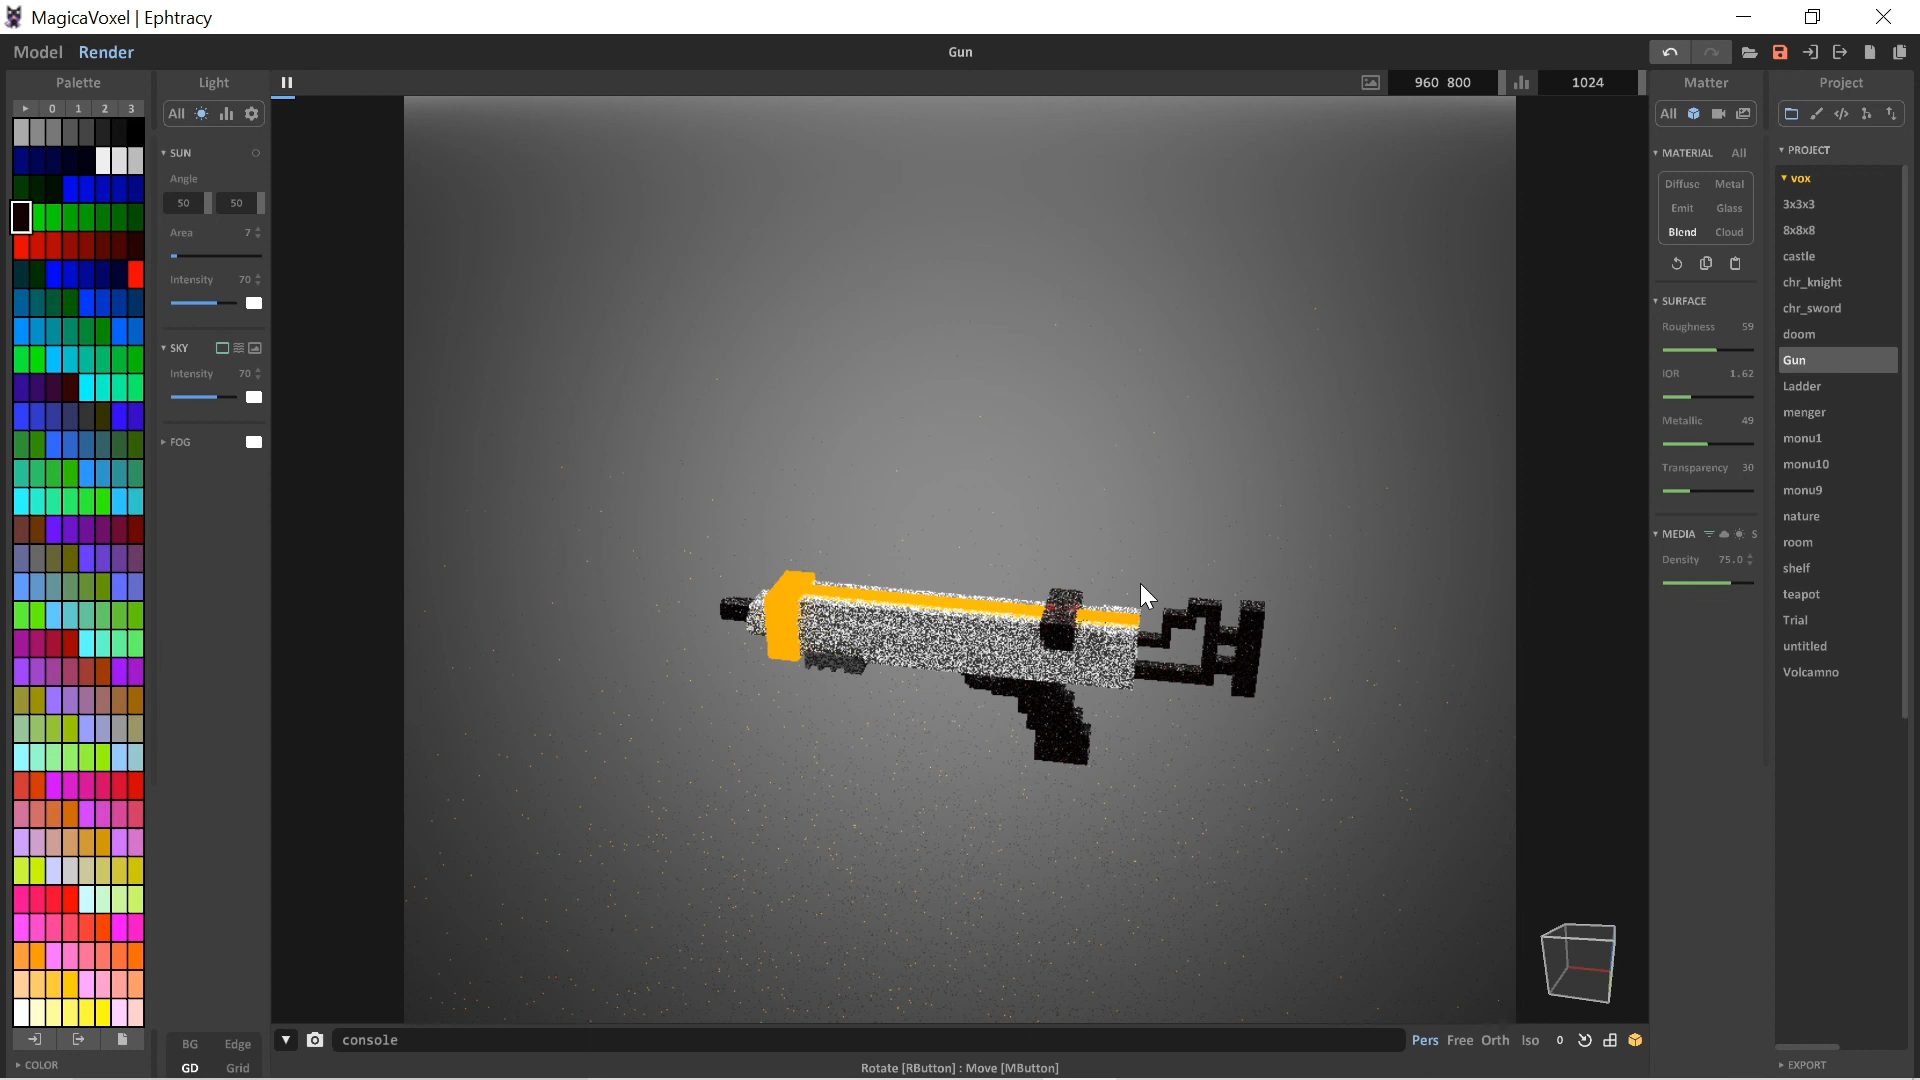 MagicaVoxel | Ephtracy
Model Render
Gun
Palette
0 1 2 3
COLOR
Light
All
SUN
Angle
50 50
Area 7
Intensity 70
SKY
Intensity 70
FOG
BG Edge
GD Grid
960 800
1024
console
Pers Free Orth Iso 0
Rotate [RButton] : Move [MButton]
Matter
All
MATERIAL All
Diffuse Metal
Emit Glass
Blend Cloud
SURFACE
Roughness 59
IOR 1.62
Metallic 49
Transparency 30
MEDIA S
Density 75.0
Project
PROJECT
vox
3x3x3
8x8x8
castle
chr_knight
chr_sword
doom
Gun
Ladder
menger
monu1
monu10
monu9
nature
room
shelf
teapot
Trial
untitled
Volcamno
EXPORT